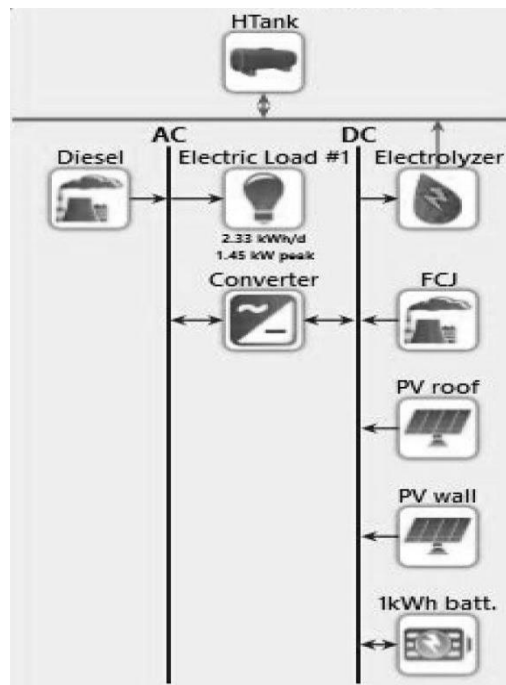 HTank
AC
DC
Diesel
Electric Load #1
Electrolyzer
2.33 kWh/d
1.45 kW peak
Converter
FCJ
PV roof
PV wall
1kWh batt.